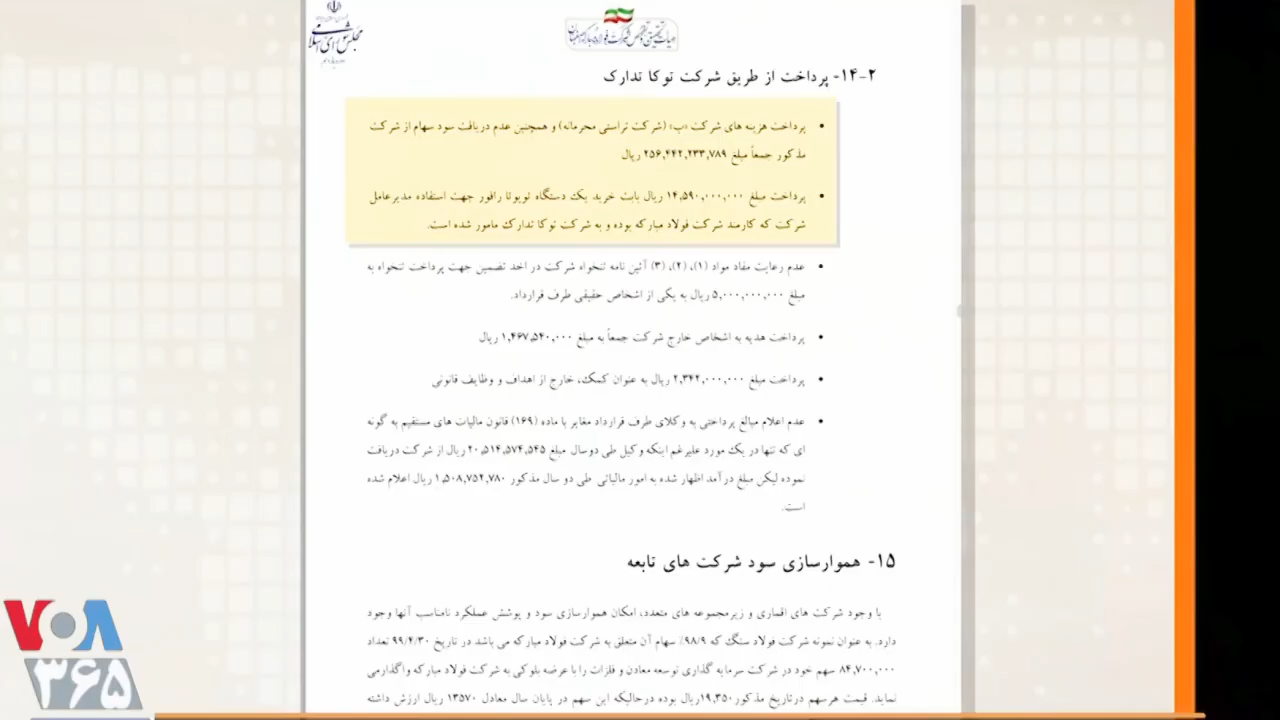 مجلس شورای اسلامی
هیات تحقیق و تفحص شرکت فولاد مبارکه اصفهان
۱۴-۲- پرداخت از طریق شرکت توکا تدارک
• پرداخت هزینه های شرکت «ب» (شرکت تراستی محرمانه) و همچنین عدم دریافت سود سهام از شرکت
مذکور جمعاً مبلغ ۲۵۶,۴۴۲,۲۳۳,۷۸۹ ریال
• پرداخت مبلغ ۱۴,۵۹۰,۰۰۰,۰۰۰ ریال بابت خرید یک دستگاه تویوتا رافور جهت استفاده مدیرعامل
شرکت که کارمند شرکت فولاد مبارکه بوده و به شرکت توکا تدارک مامور شده است.
• عدم رعایت مفاد مواد (۱)، (۲)، (۳) آئین نامه تنخواه شرکت در اخذ تضمین جهت پرداخت تنخواه به
مبلغ ۵,۰۰۰,۰۰۰,۰۰۰ ریال به یکی از اشخاص حقیقی طرف قرارداد.
• پرداخت هدیه به اشخاص خارج شرکت جمعاً به مبلغ ۱,۴۶۷,۵۴۰,۰۰۰ ریال
• پرداخت مبلغ ۲,۳۴۲,۰۰۰,۰۰۰ ریال به عنوان کمک، خارج از اهداف و وظایف قانونی
• عدم اعلام مبالغ پرداختی به وکلای طرف قرارداد مغایر با ماده (۱۶۹) قانون مالیات های مستقیم به گونه
ای که تنها در یک مورد علیرغم اینکه وکیل طی دوسال مبلغ ۲۰,۵۱۴,۵۷۴,۵۴۵ ریال از شرکت دریافت
نموده لیکن مبلغ درآمد اظهار شده به امور مالیاتی طی دو سال مذکور ۱,۵۰۸,۷۵۲,۷۸۰ ریال اعلام شده
است.
۱۵- هموارسازی سود شرکت های تابعه
با وجود شرکت های اقماری و زیرمجموعه های متعدد، امکان هموارسازی سود و پوشش عملکرد نامناسب آنها وجود
دارد. به عنوان نمونه شرکت فولاد سنگ که ۹۸/۹٪ سهام آن متعلق به شرکت فولاد مبارکه می باشد در تاریخ ۹۹/۴/۳۰ تعداد
۸۴,۷۰۰,۰۰۰ سهم خود در شرکت سرمایه گذاری توسعه معادن و فلزات را با عرضه بلوکی به شرکت فولاد مبارکه واگذار می
نماید. قیمت هرسهم درتاریخ مذکور ۱۹,۳۵۰ ریال بوده درحالیکه این سهم در پایان سال معادل ۱۳۵۷۰ ریال ارزش داشته
VOA
۳۶۵